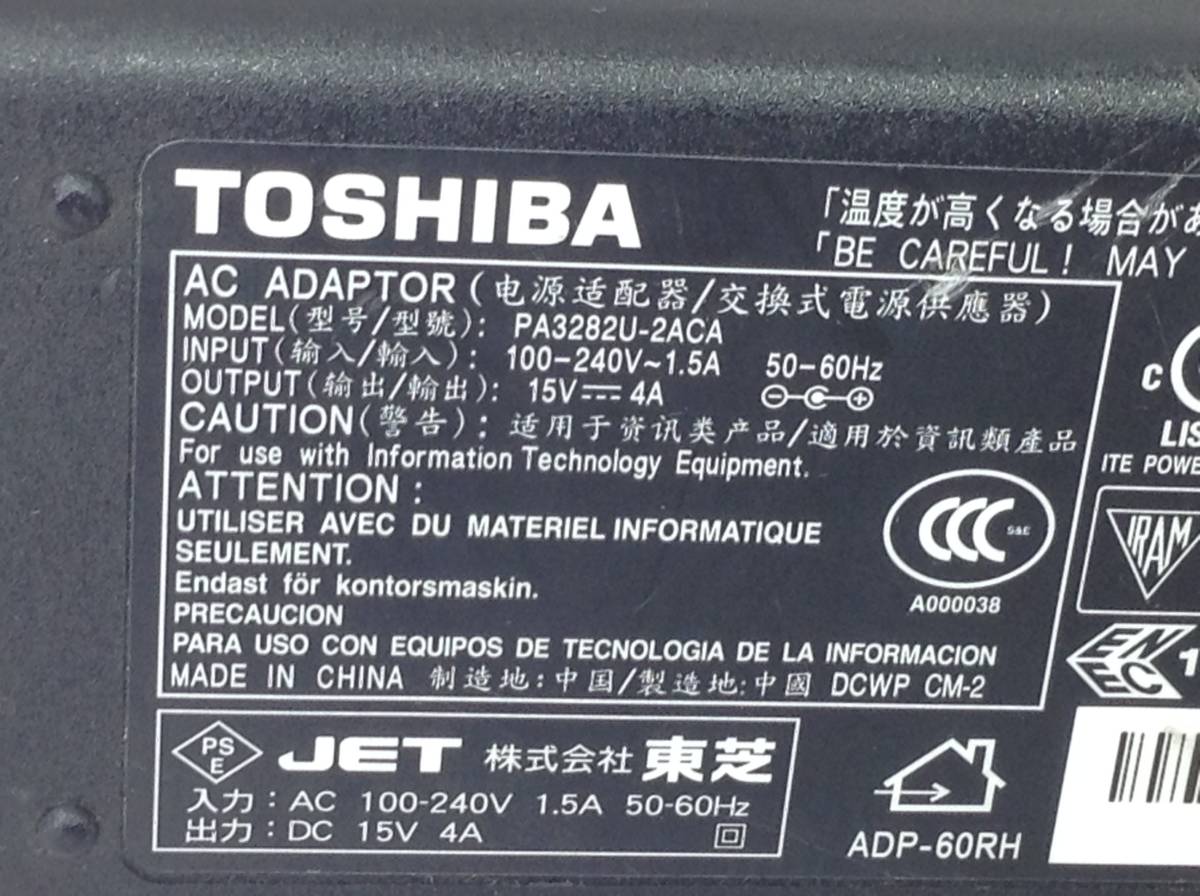 TOSHIBA
「温度が高くなる場合があ
「BE CAREFUL! MAY
AC ADAPTOR(电源适配器/交換式電源供應器)
MODEL(型号/型號): PA3282U-2ACA
INPUT(输入/輸入): 100-240V~1.5A 50-60Hz
OUTPUT(输出/輸出): 15V⎓4A
CAUTION(警告): 适用于资讯类产品/適用於資訊類産品
For use with Information Technology Equipment.
ATTENTION:
UTILISER AVEC DU MATERIEL INFORMATIQUE
SEULEMENT.
Endast för kontorsmaskin.
PRECAUCION
PARA USO CON EQUIPOS DE TECNOLOGIA DE LA INFORMACION
MADE IN CHINA 制造地:中国/製造地:中國 DCWP CM-2
CCC S&E
A000038
C
LIS
ITE POWE
IRAM
ENEC 1
PSE JET 株式会社 東芝
入力:AC 100-240V 1.5A 50-60Hz
出力:DC 15V 4A
ADP-60RH